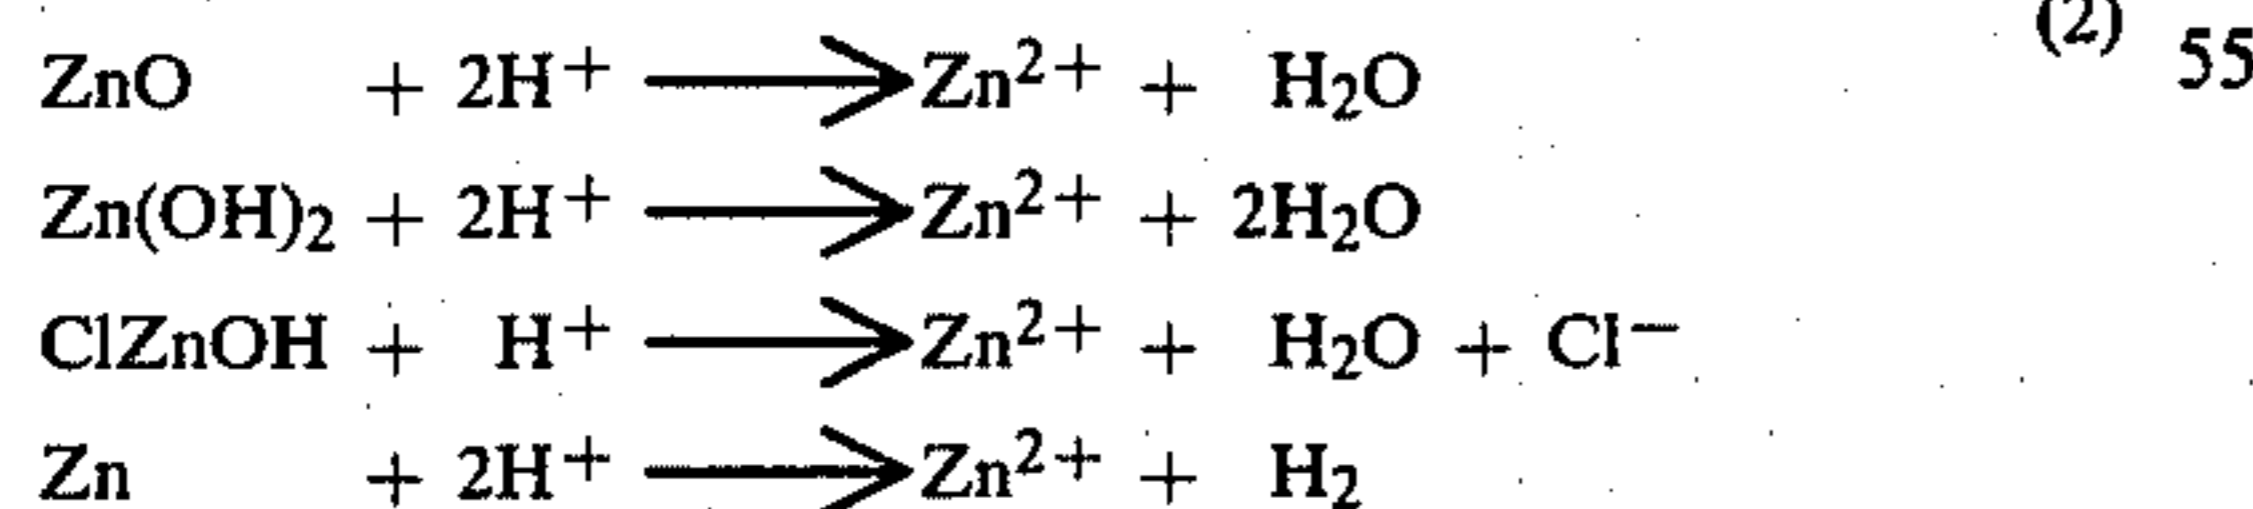 (2) 55
ZnO + 2H⁺ ⟶ Zn²⁺ + H₂O
Zn(OH)₂ + 2H⁺ ⟶ Zn²⁺ + 2H₂O
ClZnOH + H⁺ ⟶ Zn²⁺ + H₂O + Cl⁻
Zn + 2H⁺ ⟶ Zn²⁺ + H₂